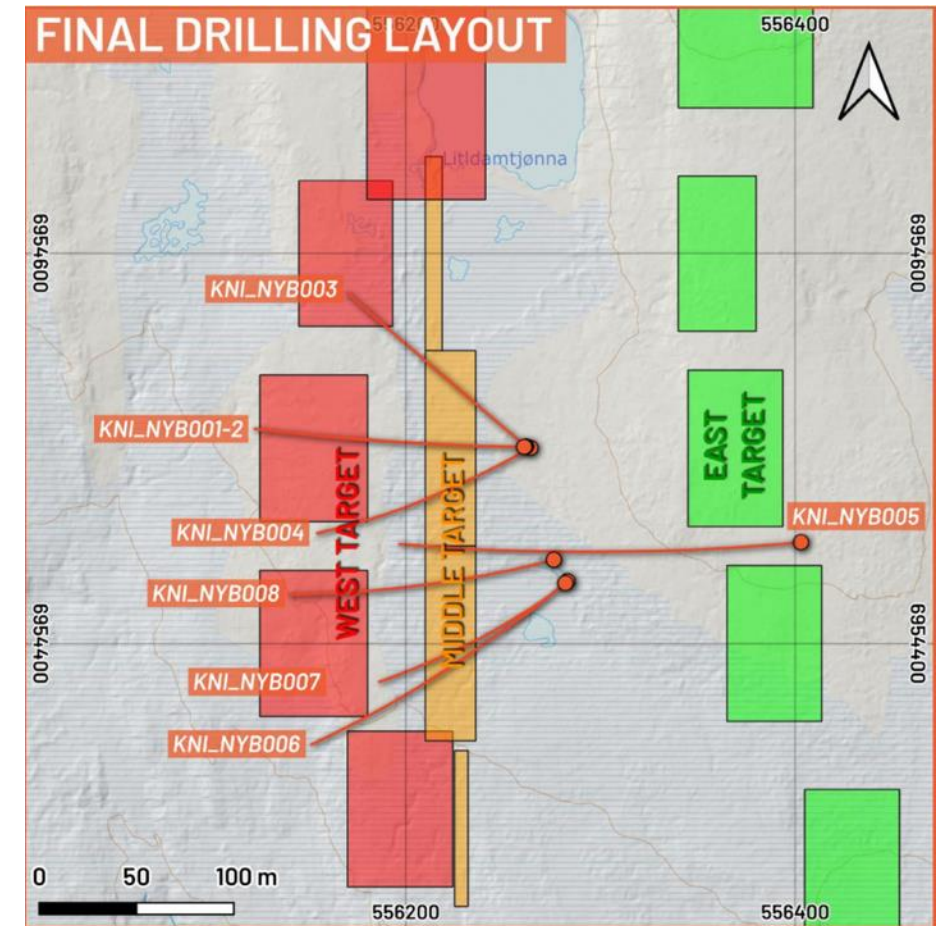 FINAL DRILLING LAYOUT
556200
556400
Litldamtjønna
6954600
6954600
KNI_NYB003
KNI_NYB001-2
WEST TARGET
MIDDLE TARGET
EAST
TARGET
KNI_NYB005
KNI_NYB004
KNI_NYB008
6954400
6954400
KNI_NYB007
KNI_NYB006
0 50 100 m
556200
556400